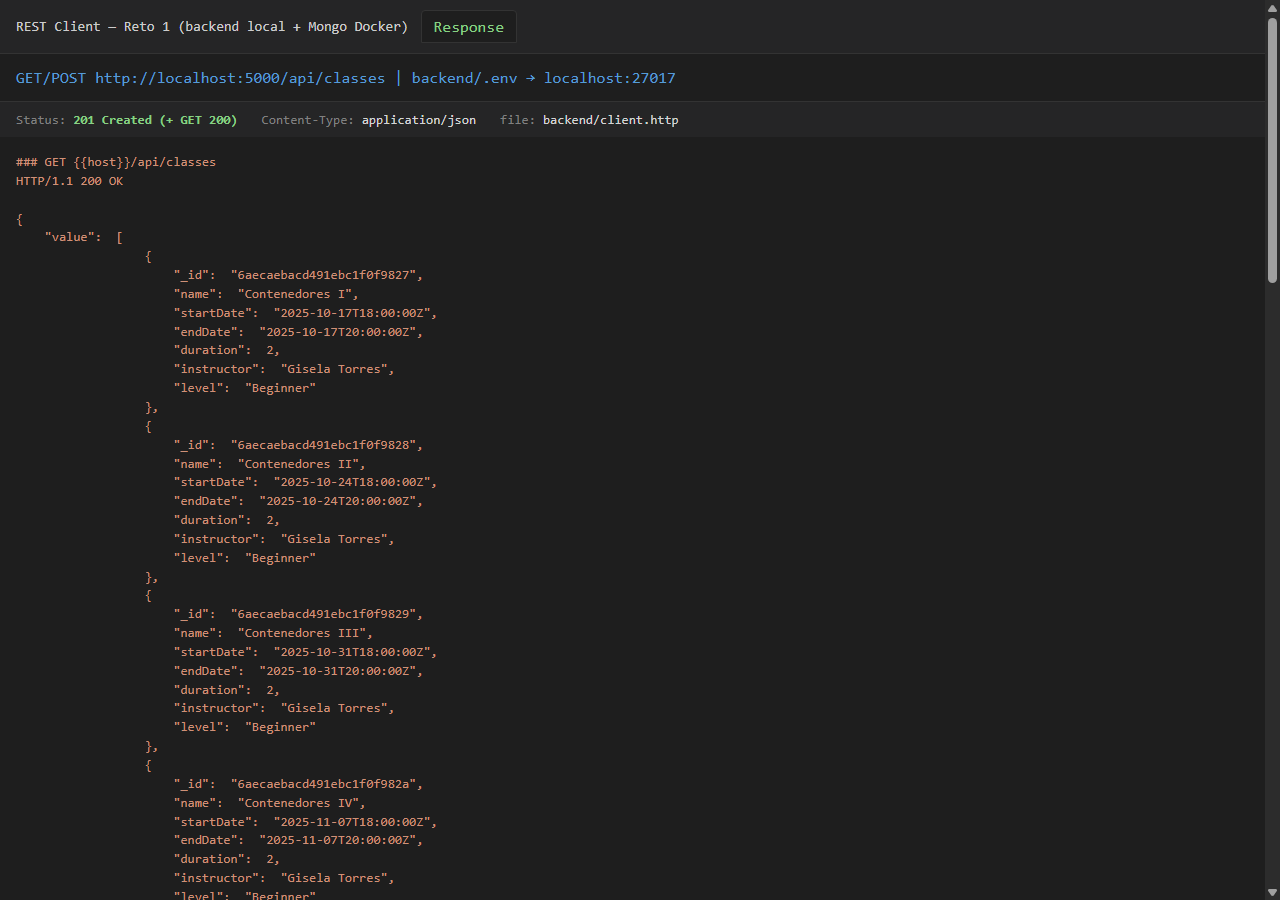 REST Client — Reto 1 (backend local + Mongo Docker) Response
GET/POST http://localhost:5000/api/classes | backend/.env → localhost:27017
Status: 201 Created (+ GET 200) Content-Type: application/json file: backend/client.http
### GET {{host}}/api/classes
HTTP/1.1 200 OK
{
"value": [
{
"_id": "6aecaebacd491ebc1f0f9827",
"name": "Contenedores I",
"startDate": "2025-10-17T18:00:00Z",
"endDate": "2025-10-17T20:00:00Z",
"duration": 2,
"instructor": "Gisela Torres",
"level": "Beginner"
},
{
"_id": "6aecaebacd491ebc1f0f9828",
"name": "Contenedores II",
"startDate": "2025-10-24T18:00:00Z",
"endDate": "2025-10-24T20:00:00Z",
"duration": 2,
"instructor": "Gisela Torres",
"level": "Beginner"
},
{
"_id": "6aecaebacd491ebc1f0f9829",
"name": "Contenedores III",
"startDate": "2025-10-31T18:00:00Z",
"endDate": "2025-10-31T20:00:00Z",
"duration": 2,
"instructor": "Gisela Torres",
"level": "Beginner"
},
{
"_id": "6aecaebacd491ebc1f0f982a",
"name": "Contenedores IV",
"startDate": "2025-11-07T18:00:00Z",
"endDate": "2025-11-07T20:00:00Z",
"duration": 2,
"instructor": "Gisela Torres",
"level": "Beginner"